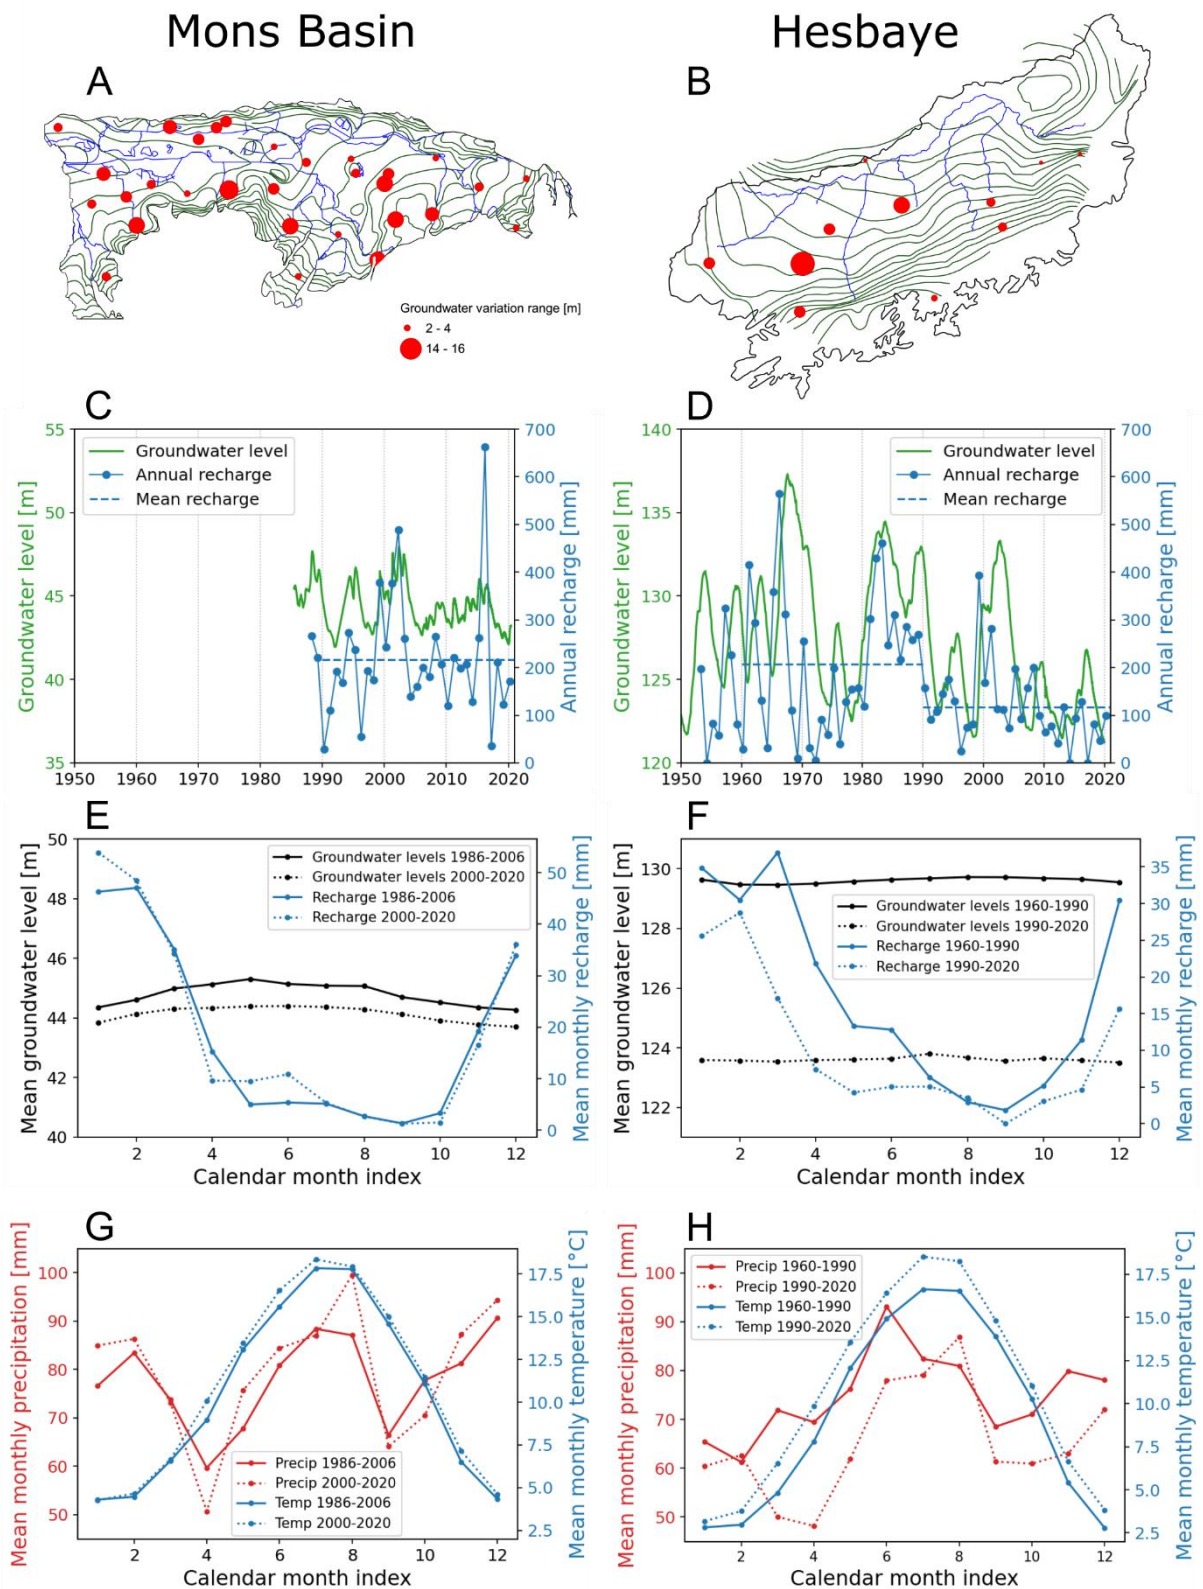 Mons Basin
Hesbaye
A
B
Groundwater variation range [m]
2 - 4
14 - 16
C
Groundwater level [m]
55
50
45
40
35
Groundwater level
Annual recharge
Mean recharge
1950 1960 1970 1980 1990 2000 2010 2020
700
600
500
400
300
200
100
0
Annual recharge [mm]
D
Groundwater level [m]
140
135
130
125
120
Groundwater level
Annual recharge
Mean recharge
1950 1960 1970 1980 1990 2000 2010 2020
700
600
500
400
300
200
100
0
Annual recharge [mm]
E
Mean groundwater level [m]
50
48
46
44
42
40
Groundwater levels 1986-2006
Groundwater levels 2000-2020
Recharge 1986-2006
Recharge 2000-2020
2 4 6 8 10 12
Calendar month index
50
40
30
20
10
0
Mean monthly recharge [mm]
F
Mean groundwater level [m]
130
128
126
124
122
Groundwater levels 1960-1990
Groundwater levels 1990-2020
Recharge 1960-1990
Recharge 1990-2020
2 4 6 8 10 12
Calendar month index
35
30
25
20
15
10
5
0
Mean monthly recharge [mm]
G
Mean monthly precipitation [mm]
100
90
80
70
60
50
Precip 1986-2006
Precip 2000-2020
Temp 1986-2006
Temp 2000-2020
2 4 6 8 10 12
Calendar month index
17.5
15.0
12.5
10.0
7.5
5.0
2.5
Mean monthly temperature [°C]
H
Mean monthly precipitation [mm]
100
90
80
70
60
50
Precip 1960-1990
Precip 1990-2020
Temp 1960-1990
Temp 1990-2020
2 4 6 8 10 12
Calendar month index
17.5
15.0
12.5
10.0
7.5
5.0
2.5
Mean monthly temperature [°C]